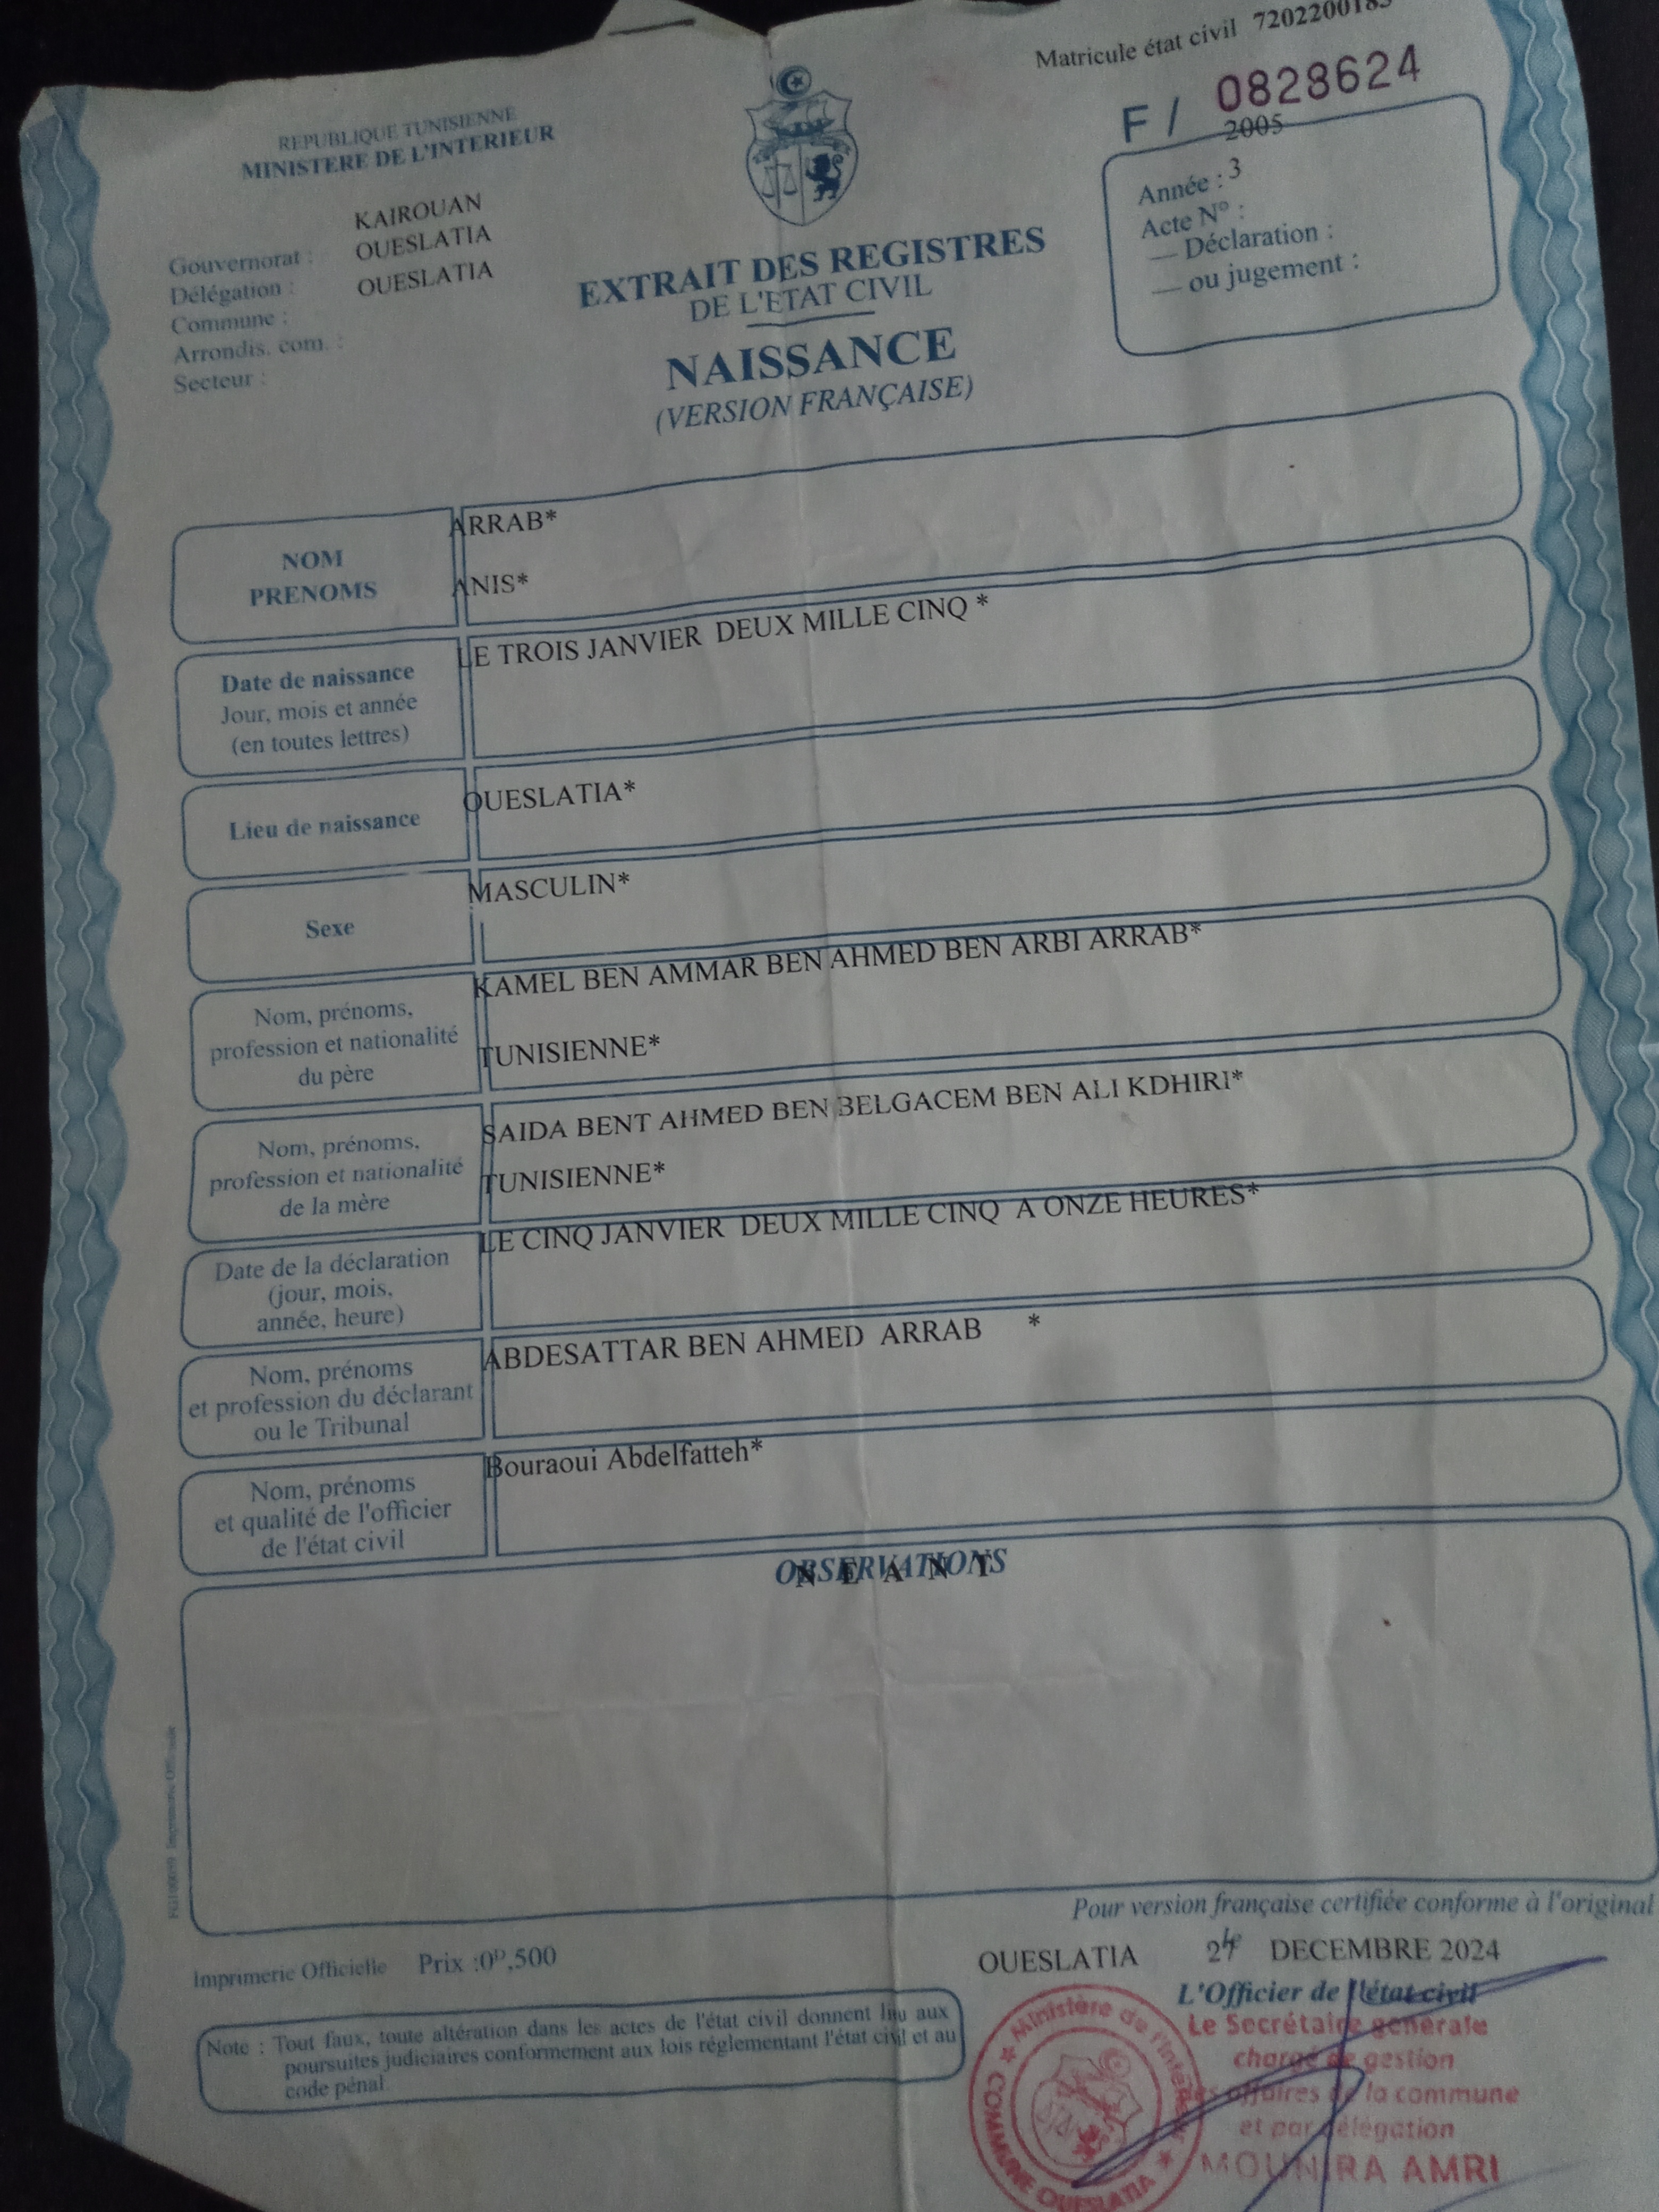 Matricule état civil 7202200185
F / 0828624
REPUBLIQUE TUNISIENNE
MINISTERE DE L'INTERIEUR
2005
Année : 3
Acte N° :
— Déclaration :
— ou jugement :
KAIROUAN
Gouvernorat : OUESLATIA
Délégation : OUESLATIA
Commune :
Arrondis. com. :
Secteur :
EXTRAIT DES REGISTRES
DE L'ETAT CIVIL
NAISSANCE
(VERSION FRANÇAISE)
ARRAB*
NOM
PRENOMS
ANIS*
LE TROIS JANVIER DEUX MILLE CINQ *
Date de naissance
Jour, mois et année
(en toutes lettres)
OUESLATIA*
Lieu de naissance
MASCULIN*
Sexe
KAMEL BEN AMMAR BEN AHMED BEN ARBI ARRAB*
Nom, prénoms,
profession et nationalité
du père
TUNISIENNE*
SAIDA BENT AHMED BEN BELGACEM BEN ALI KDHIRI*
Nom, prénoms,
profession et nationalité
de la mère
TUNISIENNE*
LE CINQ JANVIER DEUX MILLE CINQ A ONZE HEURES*
Date de la déclaration
(jour, mois,
année, heure)
ABDESATTAR BEN AHMED ARRAB *
Nom, prénoms
et profession du déclarant
ou le Tribunal
Bouraoui Abdelfatteh*
Nom, prénoms
et qualité de l'officier
de l'état civil
OBSERVATIONS
N E A N T
Imprimerie Officielle
Pour version française certifiée conforme à l'original
Imprimerie Officielle Prix :0ᴰ,500
OUESLATIA DECEMBRE 2024
L'Officier de l'état civil
Le Secrétaire générale
chargé de gestion
des affaires de la commune
et par délégation
MOUNIRA AMRI
Ministère de l'Intérieur
COMMUNE OUESLATIA
Note : Tout faux, toute altération dans les actes de l'état civil donnent liu aux
poursuites judiciaires conformement aux lois réglementant l'état civil et au
code pénal.